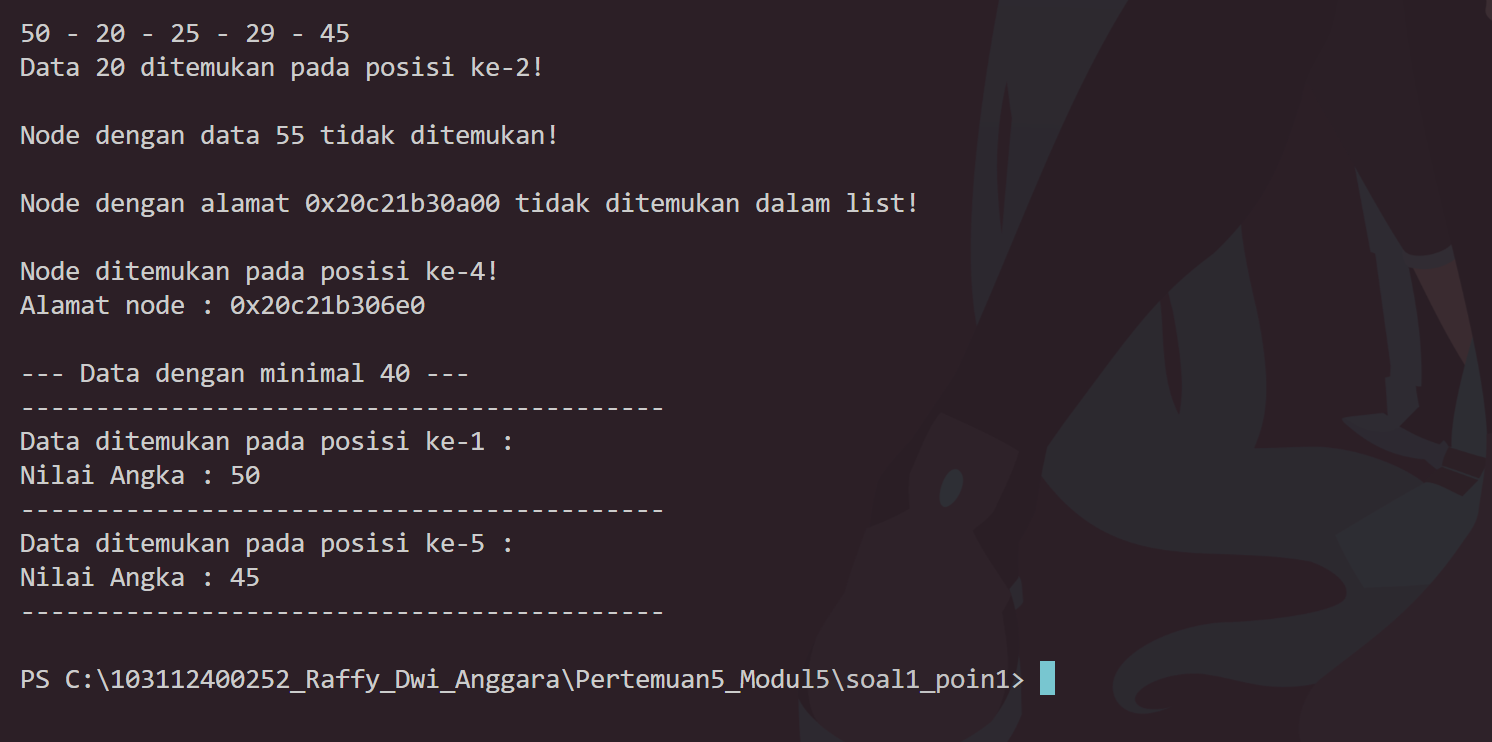 50 - 20 - 25 - 29 - 45
Data 20 ditemukan pada posisi ke-2!
Node dengan data 55 tidak ditemukan!
Node dengan alamat 0x20c21b30a00 tidak ditemukan dalam list!
Node ditemukan pada posisi ke-4!
Alamat node : 0x20c21b306e0
--- Data dengan minimal 40 ---
-------------------------------------------
Data ditemukan pada posisi ke-1 :
Nilai Angka : 50
-------------------------------------------
Data ditemukan pada posisi ke-5 :
Nilai Angka : 45
-------------------------------------------
PS C:\103112400252_Raffy_Dwi_Anggara\Pertemuan5_Modul5\soal1_poin1>